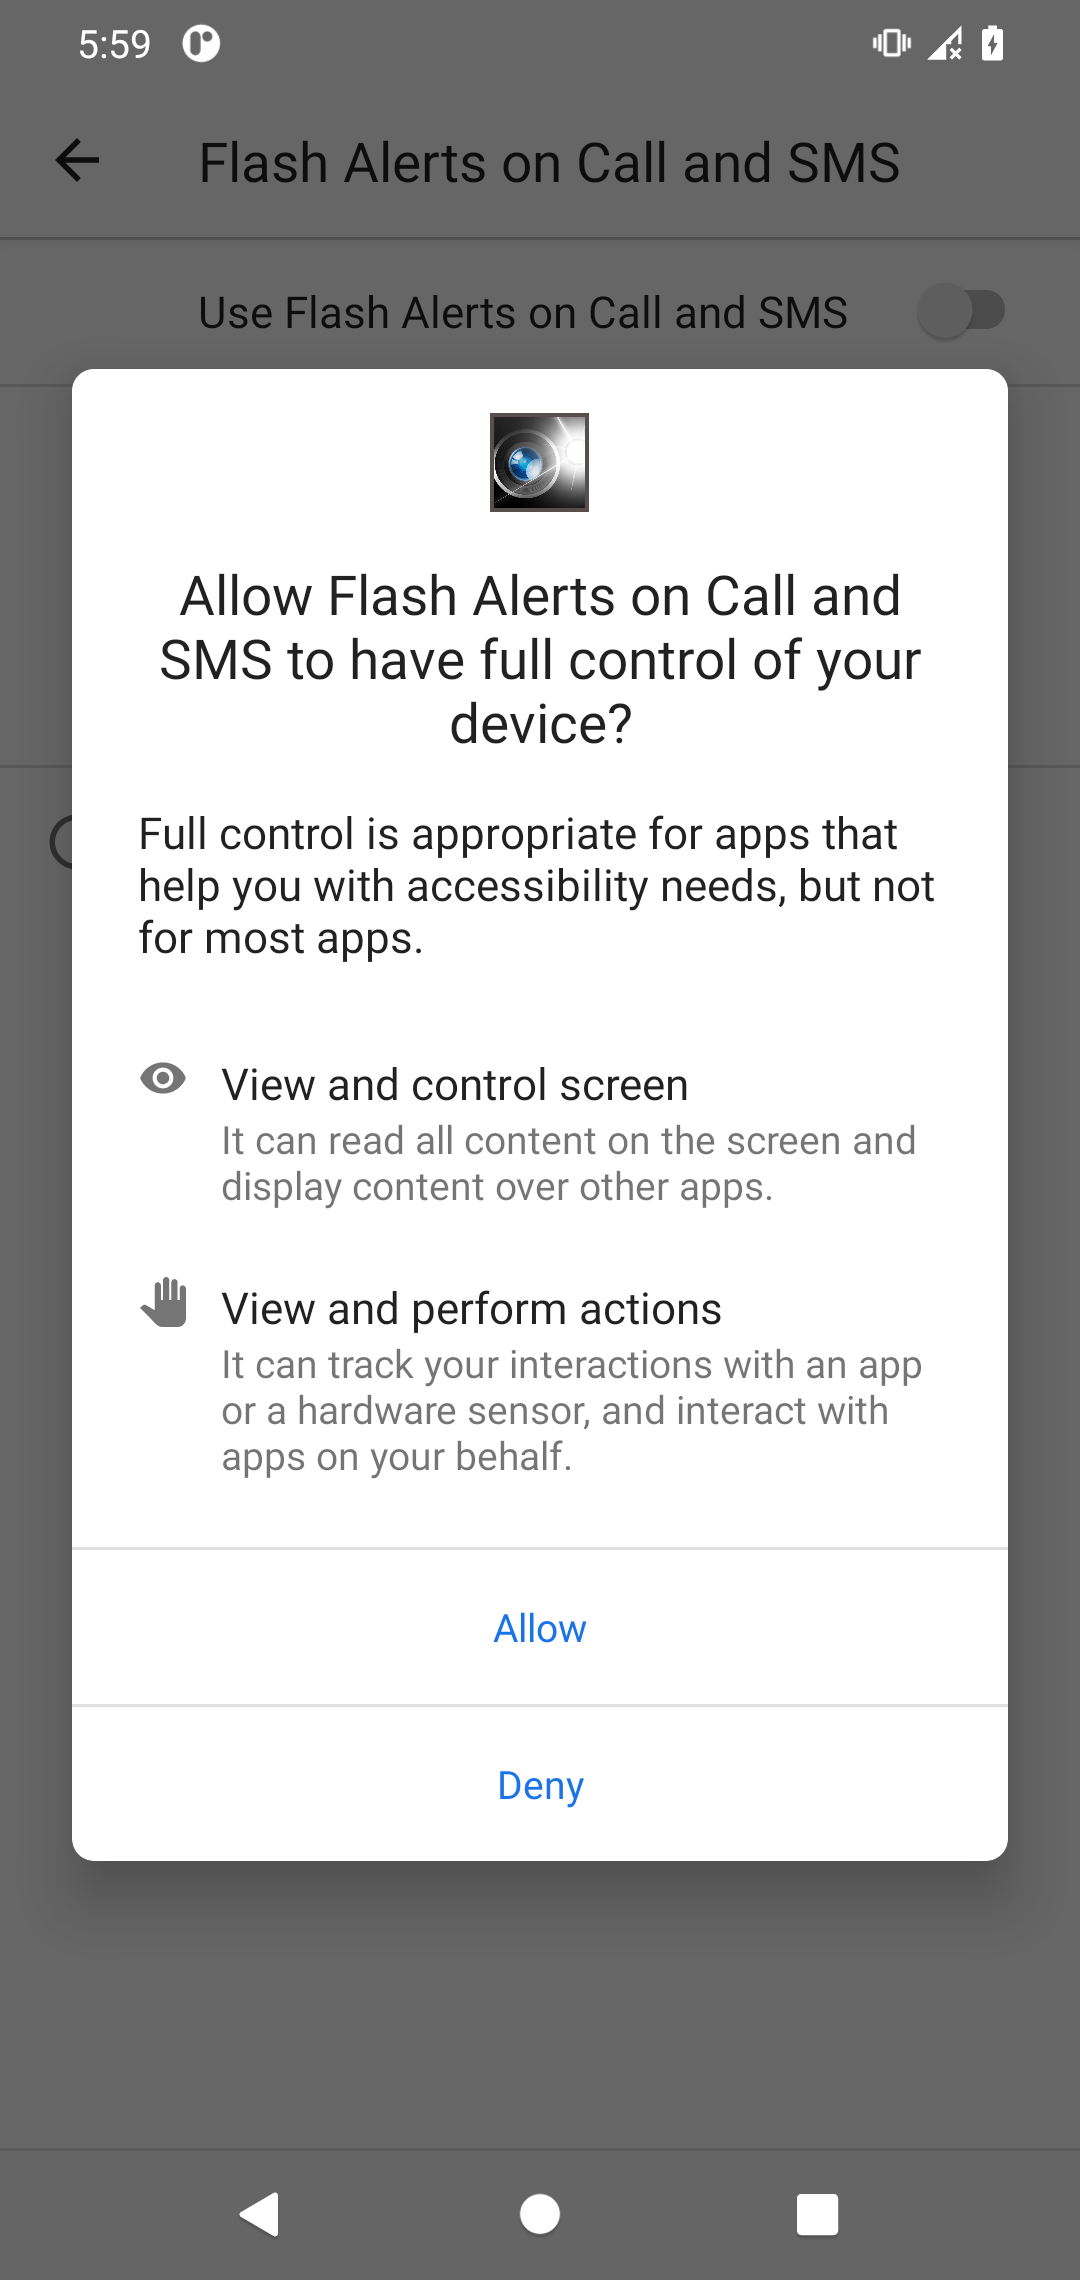 5:59
Flash Alerts on Call and SMS
Use Flash Alerts on Call and SMS
Allow Flash Alerts on Call and
SMS to have full control of your
device?
Full control is appropriate for apps that
help you with accessibility needs, but not
for most apps.
View and control screen
It can read all content on the screen and
display content over other apps.
View and perform actions
It can track your interactions with an app
or a hardware sensor, and interact with
apps on your behalf.
Allow
Deny